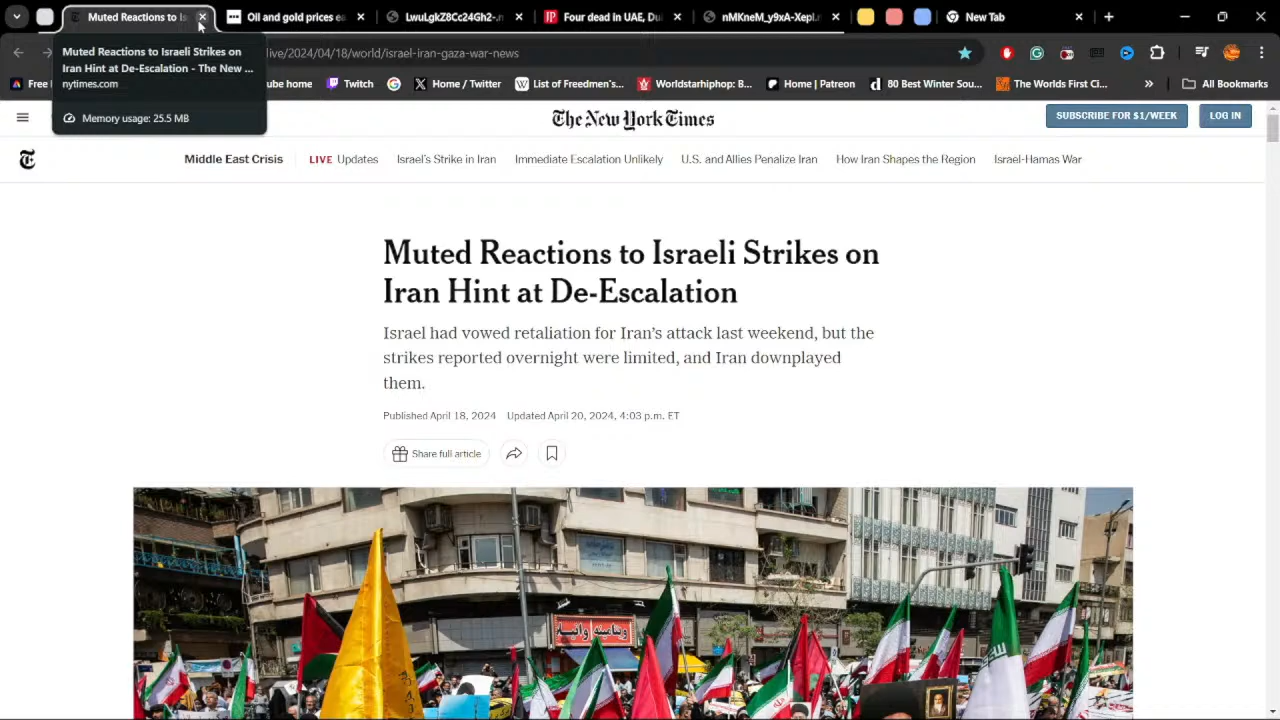 Muted Reactions to Is
Oil and gold prices ea
LwuLgkZ8Cc24Gh2-.r
Four dead in UAE, Du
nMKneM_y9xA-Xepl.r
New Tab
live/2024/04/18/world/israel-iran-gaza-war-news
Muted Reactions to Israeli Strikes on
Iran Hint at De-Escalation - The New ...
nytimes.com
Memory usage: 25.5 MB
Free
ube home
Twitch
Home / Twitter
List of Freedmen's...
Worldstarhiphop: B...
Home | Patreon
80 Best Winter Sou...
The Worlds First Cl...
All Bookmarks
The New York Times
SUBSCRIBE FOR $1/WEEK
LOG IN
Middle East Crisis
LIVE Updates
Israel's Strike in Iran
Immediate Escalation Unlikely
U.S. and Allies Penalize Iran
How Iran Shapes the Region
Israel-Hamas War
Muted Reactions to Israeli Strikes on
Iran Hint at De-Escalation
Israel had vowed retaliation for Iran's attack last weekend, but the
strikes reported overnight were limited, and Iran downplayed
them.
Published April 18, 2024 Updated April 20, 2024, 4:03 p.m. ET
Share full article